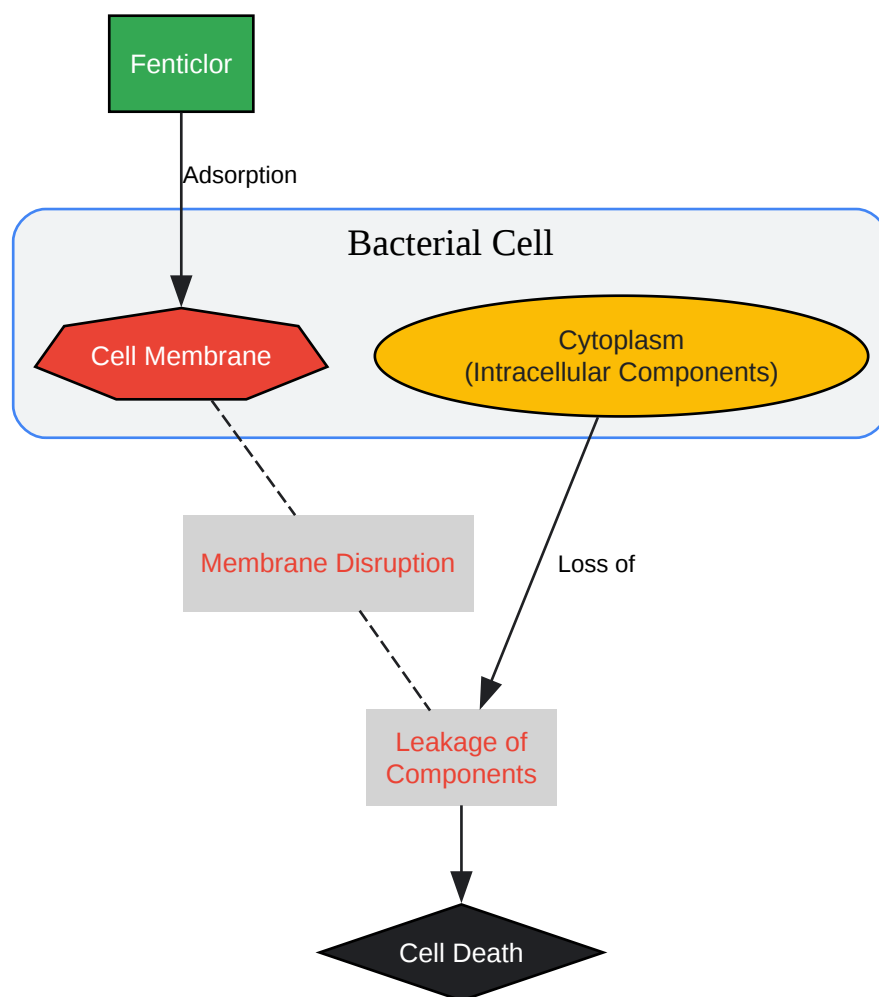 Fenticlor
Adsorption
Bacterial Cell
Cell Membrane
Cytoplasm
(Intracellular Components)
Membrane Disruption
Loss of
Leakage of
Components
Cell Death